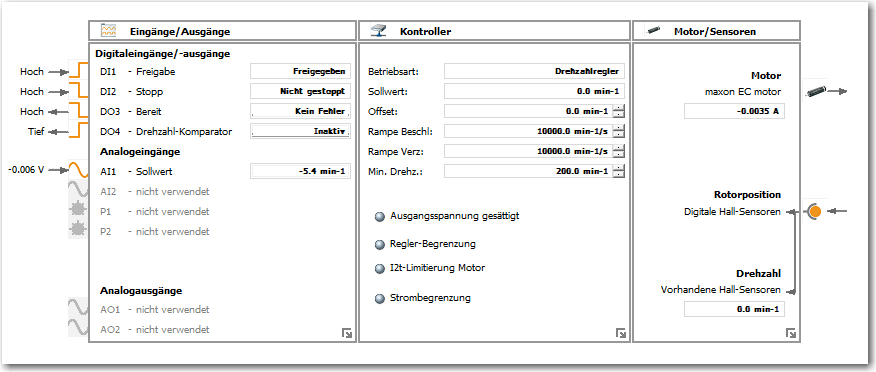 Eingänge/Ausgänge
Digitaleingänge/-ausgänge
Hoch DI1 - Freigabe Freigegeben
Hoch DI2 - Stopp Nicht gestoppt
Hoch DO3 - Bereit Kein Fehler
Tief DO4 - Drehzahl-Komparator Inaktiv
Analogeingänge
-0.006 V AI1 - Sollwert -5.4 min-1
AI2 - nicht verwendet
P1 - nicht verwendet
P2 - nicht verwendet
Analogausgänge
AO1 - nicht verwendet
AO2 - nicht verwendet
Kontroller
Betriebsart: Drehzahlregler
Sollwert: 0.0 min-1
Offset: 0.0 min-1
Rampe Beschl: 10000.0 min-1/s
Rampe Verz: 10000.0 min-1/s
Min. Drehz.: 200.0 min-1
Ausgangsspannung gesättigt
Regler-Begrenzung
I2t-Limitierung Motor
Strombegrenzung
Motor/Sensoren
Motor
maxon EC motor
-0.0035 A
Rotorposition
Digitale Hall-Sensoren
Drehzahl
Vorhandene Hall-Sensoren
0.0 min-1